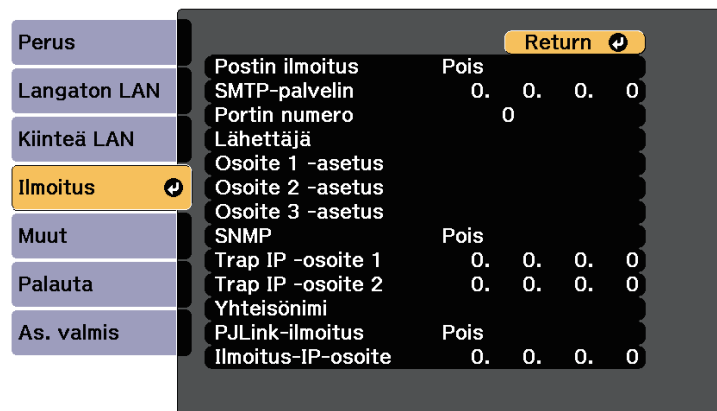 Perus
Langaton LAN
Kiinteä LAN
Ilmoitus
Muut
Palauta
As. valmis
Return
Postin ilmoitus Pois
SMTP-palvelin 0. 0. 0. 0
Portin numero 0
Lähettäjä
Osoite 1 -asetus
Osoite 2 -asetus
Osoite 3 -asetus
SNMP Pois
Trap IP -osoite 1 0. 0. 0. 0
Trap IP -osoite 2 0. 0. 0. 0
Yhteisönimi
PJLink-ilmoitus Pois
Ilmoitus-IP-osoite 0. 0. 0. 0